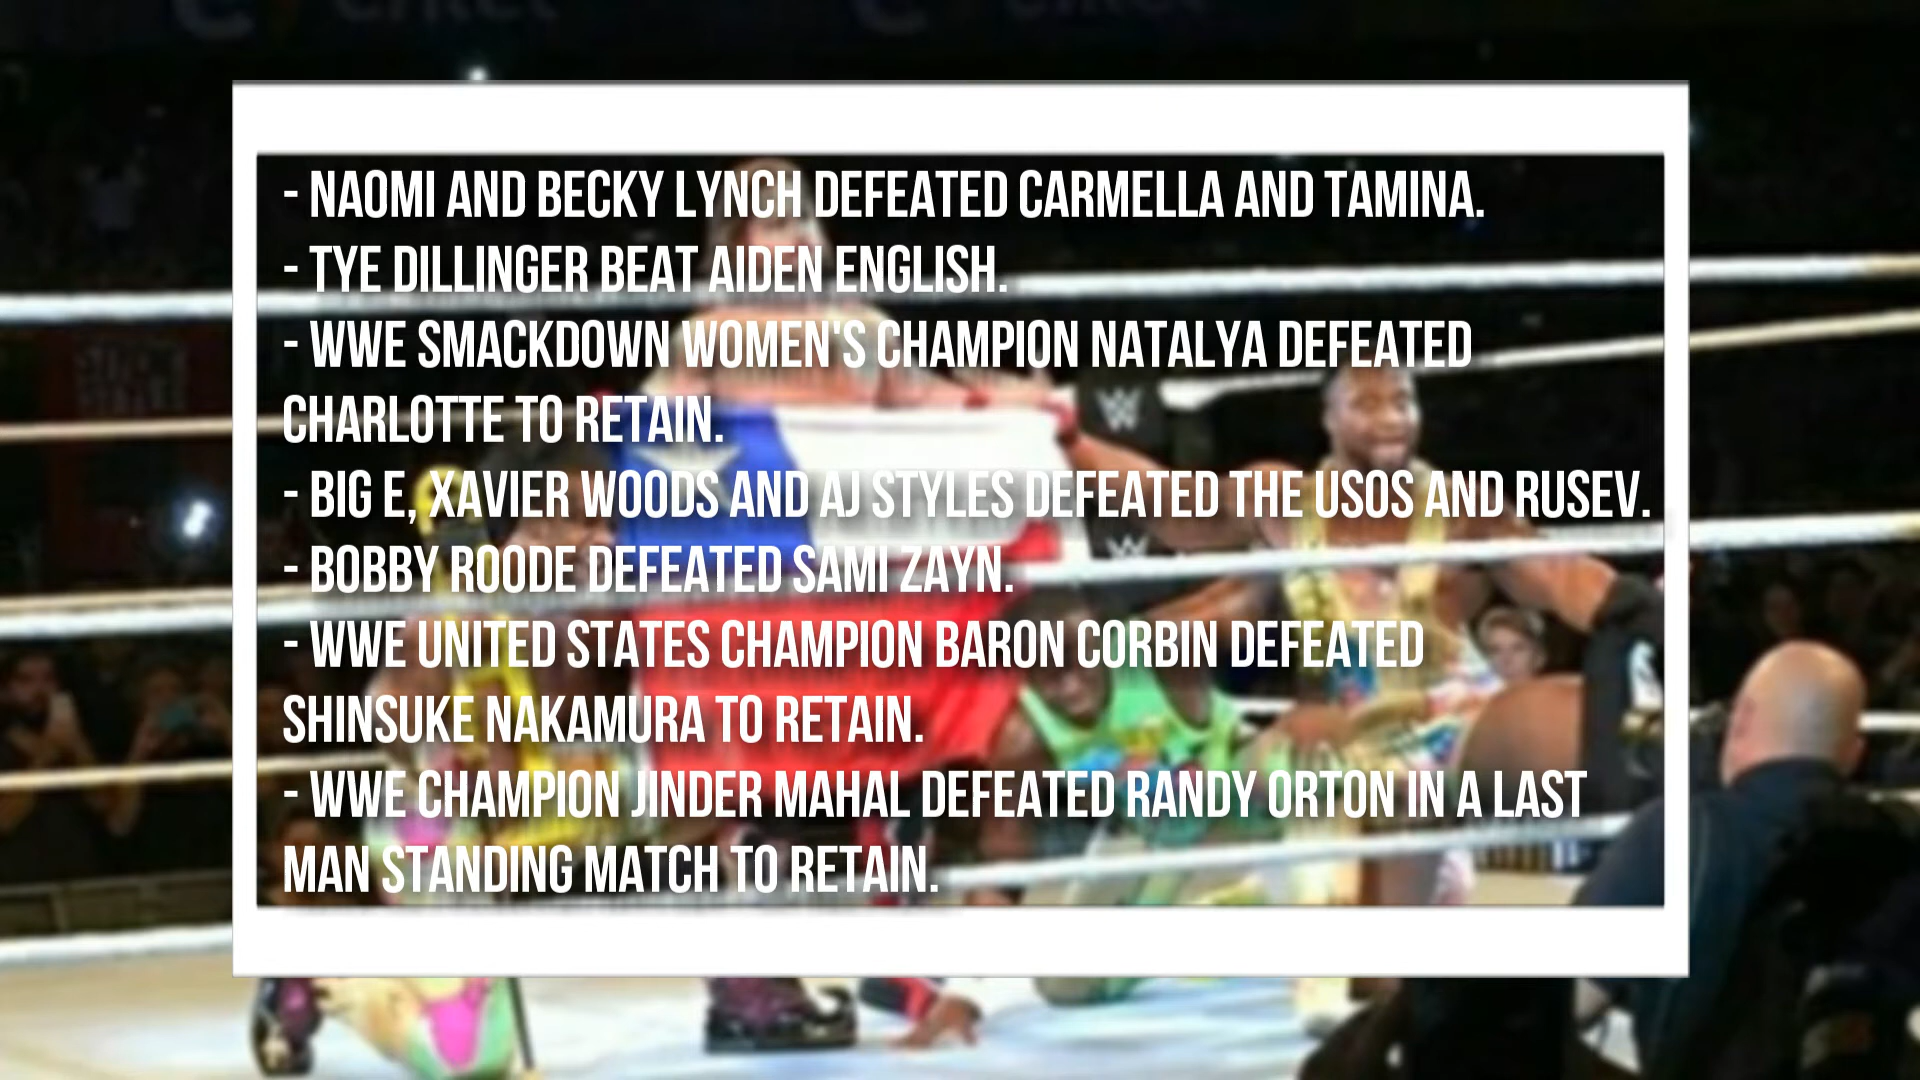 - NAOMI AND BECKY LYNCH DEFEATED CARMELLA AND TAMINA.
- TYE DILLINGER BEAT AIDEN ENGLISH.
- WWE SMACKDOWN WOMEN'S CHAMPION NATALYA DEFEATED
CHARLOTTE TO RETAIN.
- BIG E, XAVIER WOODS AND AJ STYLES DEFEATED THE USOS AND RUSEV.
- BOBBY ROODE DEFEATED SAMI ZAYN.
- WWE UNITED STATES CHAMPION BARON CORBIN DEFEATED
SHINSUKE NAKAMURA TO RETAIN.
- WWE CHAMPION JINDER MAHAL DEFEATED RANDY ORTON IN A LAST
MAN STANDING MATCH TO RETAIN.